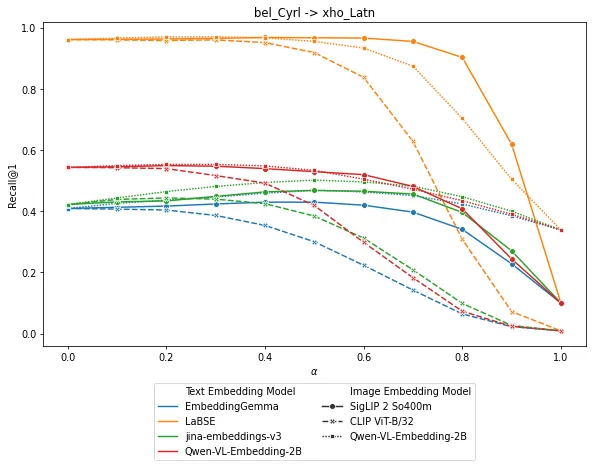 bel_Cyrl -> xho_Latn
1.0
0.8
0.6
0.4
0.2
0.0
Recall@1
0.0 0.2 0.4 0.6 0.8 1.0
α
Text Embedding Model
EmbeddingGemma
LaBSE
jina-embeddings-v3
Qwen-VL-Embedding-2B
Image Embedding Model
SigLIP 2 So400m
CLIP ViT-B/32
Qwen-VL-Embedding-2B